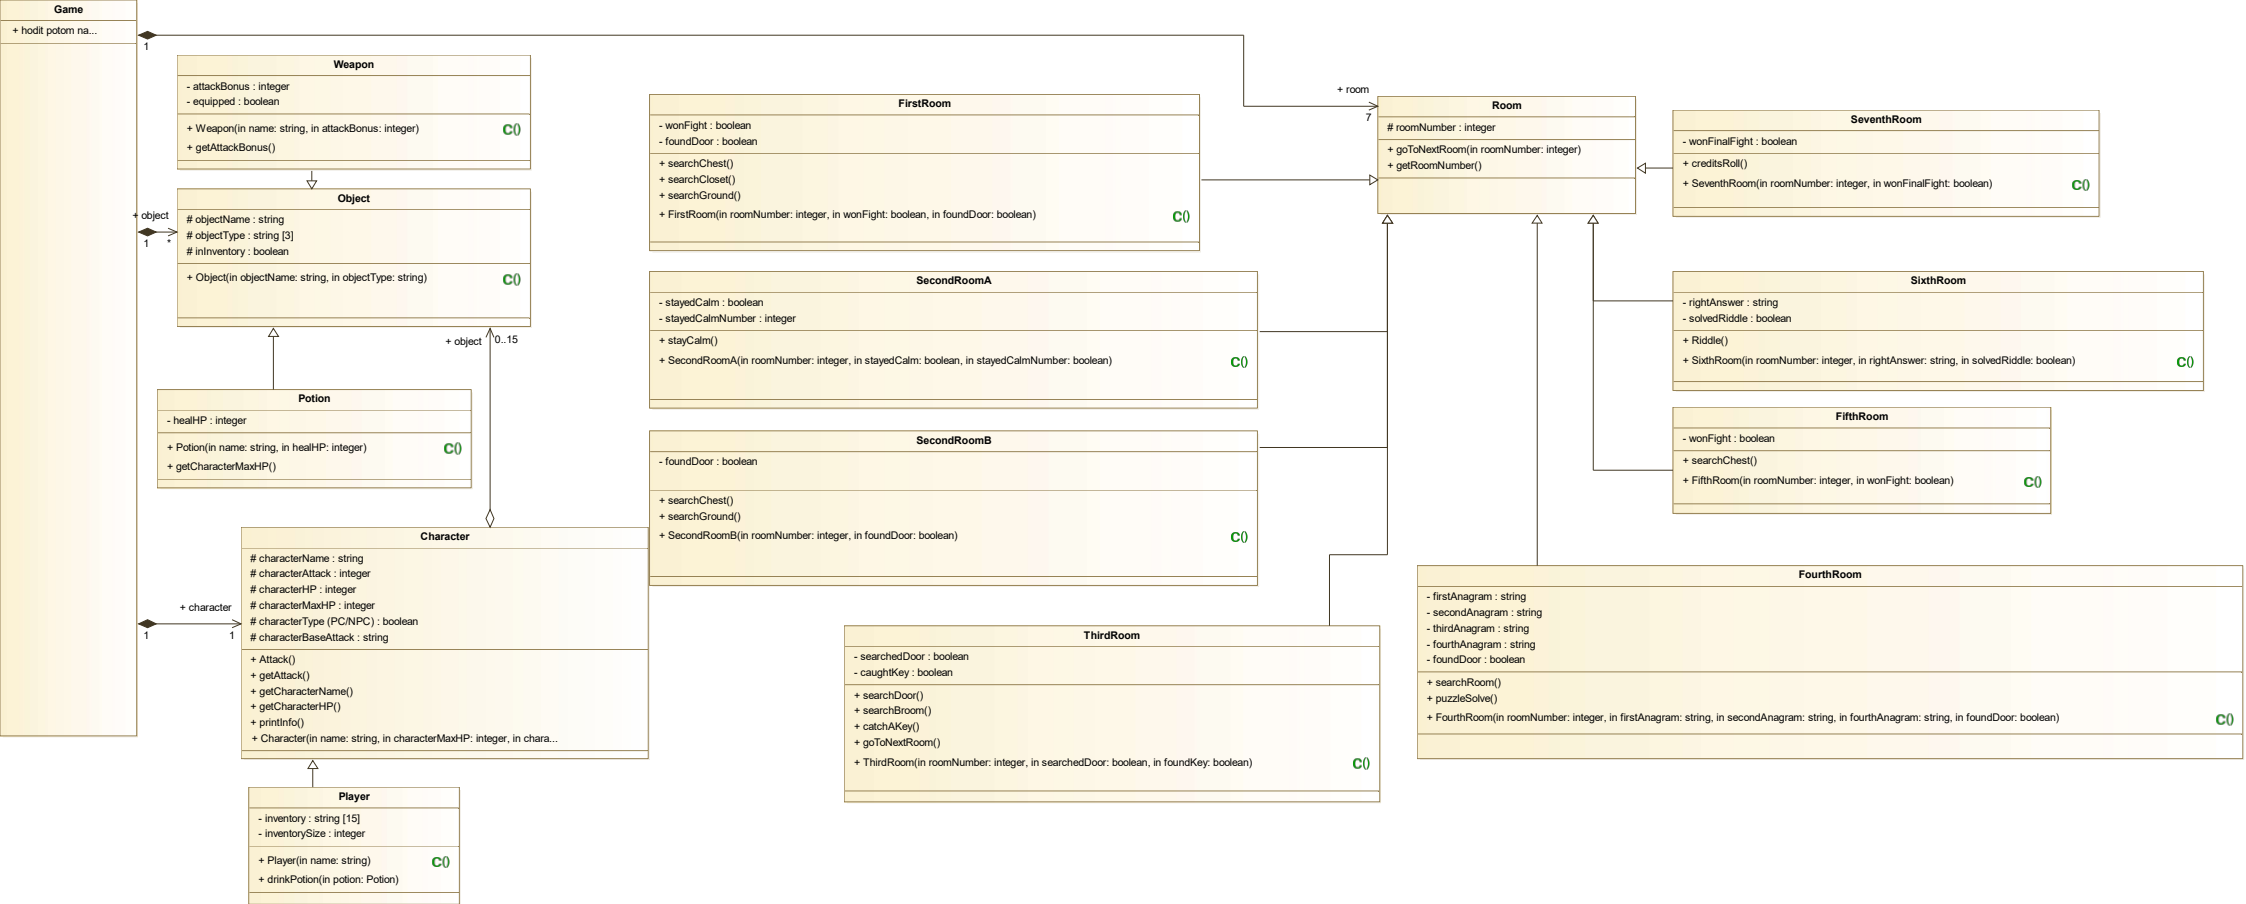 Game
+ hodit potom na...
1
Weapon
- attackBonus : integer
- equipped : boolean
+ Weapon(in name: string, in attackBonus: integer) C()
+ getAttackBonus()
Object
# objectName : string
# objectType : string [3]
# inInventory : boolean
+ Object(in objectName: string, in objectType: string) C()
+ object
1 *
+ object 0..15
Potion
- healHP : integer
+ Potion(in name: string, in healHP: integer) C()
+ getCharacterMaxHP()
Character
# characterName : string
# characterAttack : integer
# characterHP : integer
# characterMaxHP : integer
# characterType (PC/NPC) : boolean
# characterBaseAttack : string
+ Attack()
+ getAttack()
+ getCharacterName()
+ getCharacterHP()
+ printInfo()
+ Character(in name: string, in characterMaxHP: integer, in chara...
+ character
1 1
Player
- inventory : string [15]
- inventorySize : integer
+ Player(in name: string) C()
+ drinkPotion(in potion: Potion)
FirstRoom
- wonFight : boolean
- foundDoor : boolean
+ searchChest()
+ searchCloset()
+ searchGround()
+ FirstRoom(in roomNumber: integer, in wonFight: boolean, in foundDoor: boolean) C()
SecondRoomA
- stayedCalm : boolean
- stayedCalmNumber : integer
+ stayCalm()
+ SecondRoomA(in roomNumber: integer, in stayedCalm: boolean, in stayedCalmNumber: boolean) C()
SecondRoomB
- foundDoor : boolean
+ searchChest()
+ searchGround()
+ SecondRoomB(in roomNumber: integer, in foundDoor: boolean) C()
ThirdRoom
- searchedDoor : boolean
- caughtKey : boolean
+ searchDoor()
+ searchBroom()
+ catchAKey()
+ goToNextRoom()
+ ThirdRoom(in roomNumber: integer, in searchedDoor: boolean, in foundKey: boolean) C()
+ room
7
Room
# roomNumber : integer
+ goToNextRoom(in roomNumber: integer)
+ getRoomNumber()
SeventhRoom
- wonFinalFight : boolean
+ creditsRoll()
+ SeventhRoom(in roomNumber: integer, in wonFinalFight: boolean) C()
SixthRoom
- rightAnswer : string
- solvedRiddle : boolean
+ Riddle()
+ SixthRoom(in roomNumber: integer, in rightAnswer: string, in solvedRiddle: boolean) C()
FifthRoom
- wonFight : boolean
+ searchChest()
+ FifthRoom(in roomNumber: integer, in wonFight: boolean) C()
FourthRoom
- firstAnagram : string
- secondAnagram : string
- thirdAnagram : string
- fourthAnagram : string
- foundDoor : boolean
+ searchRoom()
+ puzzleSolve()
+ FourthRoom(in roomNumber: integer, in firstAnagram: string, in secondAnagram: string, in fourthAnagram: string, in foundDoor: boolean) C()